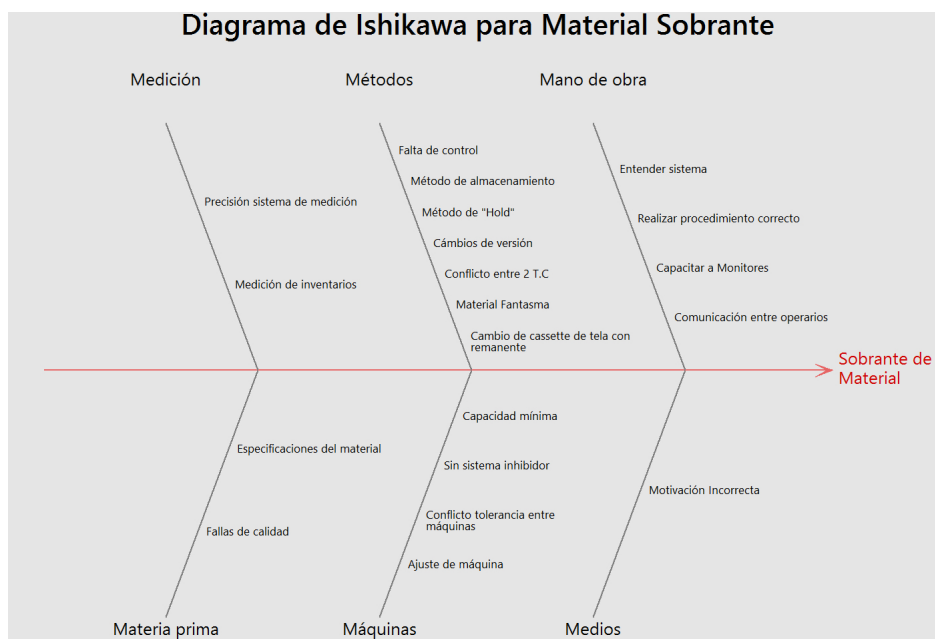 Diagrama de Ishikawa para Material Sobrante
Medición
Métodos
Mano de obra
Precisión sistema de medición
Medición de inventarios
Falta de control
Método de almacenamiento
Método de "Hold"
Cámbios de versión
Conflicto entre 2 T.C
Material Fantasma
Cambio de cassette de tela con
remanente
Entender sistema
Realizar procedimiento correcto
Capacitar a Monitores
Comunicación entre operarios
Sobrante de
Material
Especificaciones del material
Fallas de calidad
Capacidad mínima
Sin sistema inhibidor
Conflicto tolerancia entre
máquinas
Ajuste de máquina
Motivación Incorrecta
Materia prima
Máquinas
Medios